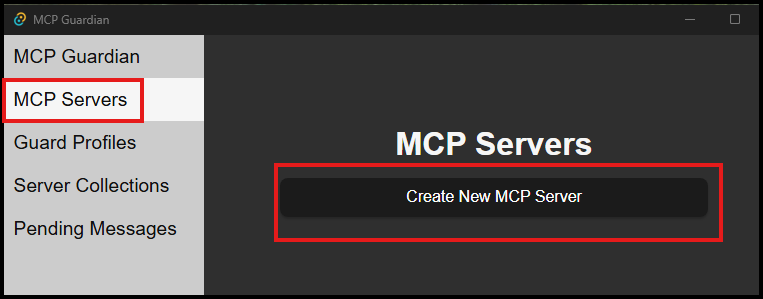 MCP Guardian
MCP Guardian
MCP Servers
Guard Profiles
Server Collections
Pending Messages
MCP Servers
Create New MCP Server